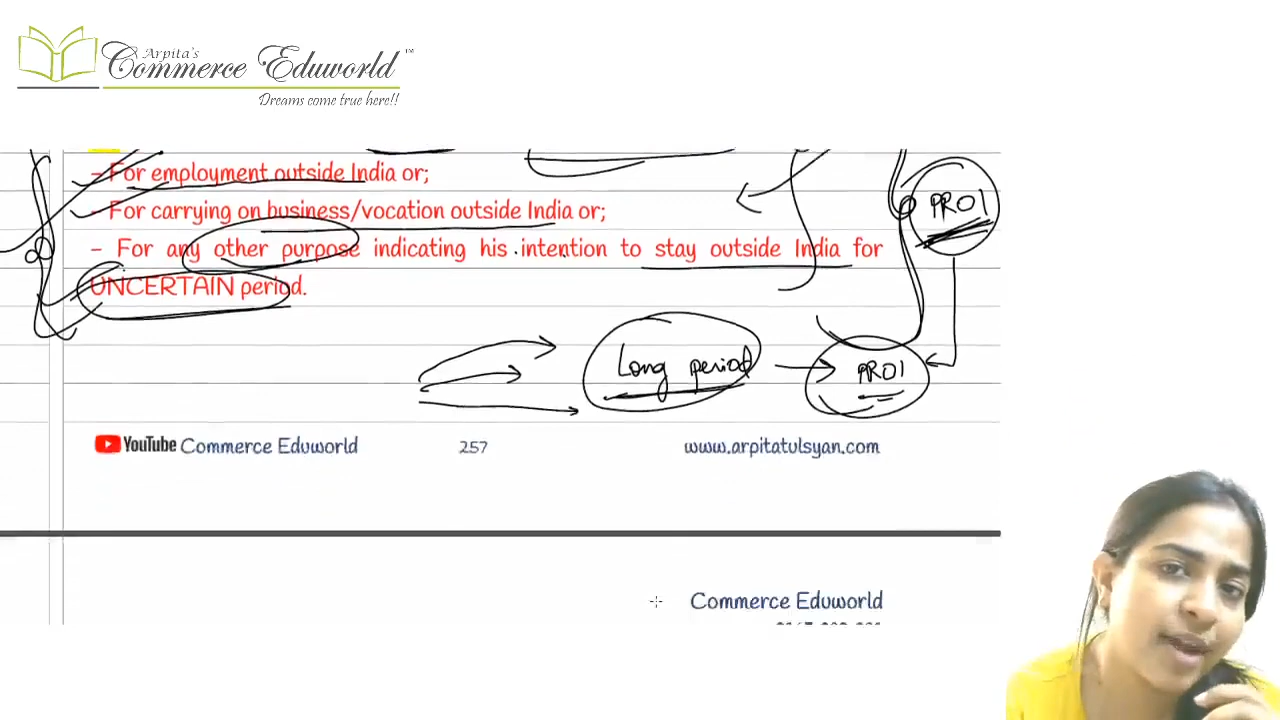 Arpita's
Commerce Eduworld™
Dreams come true here!!
– For employment outside India or;
– For carrying on business/vocation outside India or;
– For any other purpose indicating his intention to stay outside India for
UNCERTAIN period.
PROI
Long period → PROI
YouTube Commerce Eduworld 257 www.arpitatulsyan.com
Commerce Eduworld